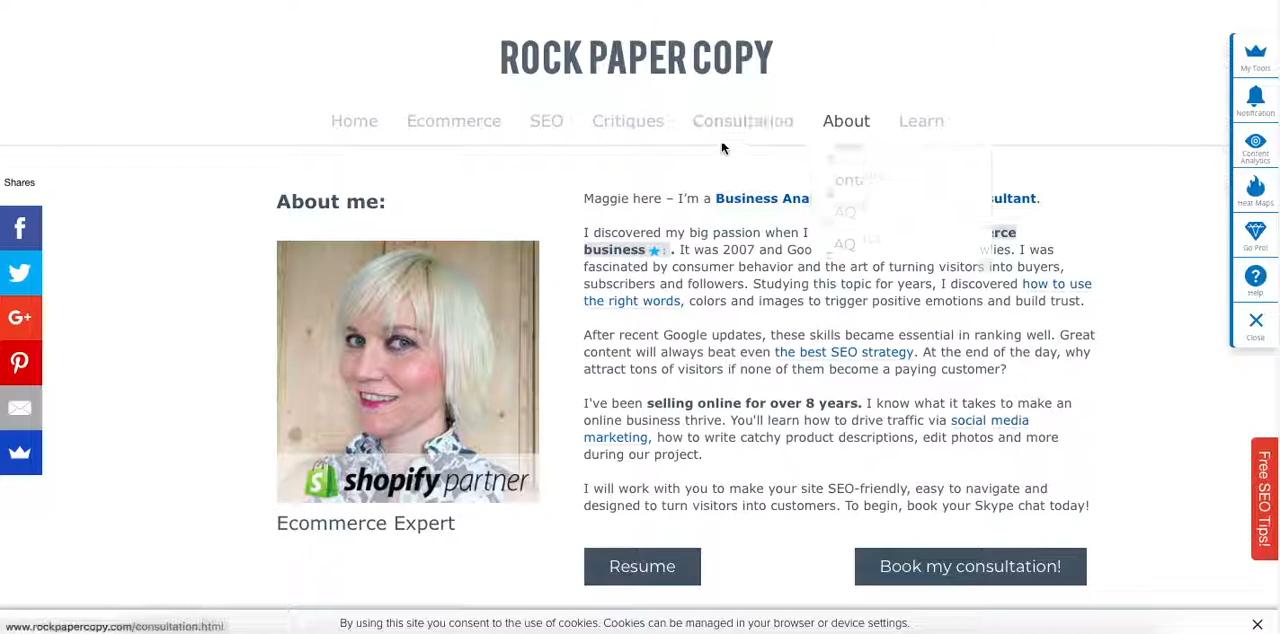 ROCK PAPER COPY
Home Ecommerce SEO Critiques Consultation About Learn
AQ
AQ
Shares
About me:
Maggie here – I'm a Business Ana sultant.
I discovered my big passion when I rce
business . It was 2007 and Goo wlies. I was
fascinated by consumer behavior and the art of turning visitors into buyers,
subscribers and followers. Studying this topic for years, I discovered how to use
the right words, colors and images to trigger positive emotions and build trust.
After recent Google updates, these skills became essential in ranking well. Great
content will always beat even the best SEO strategy. At the end of the day, why
attract tons of visitors if none of them become a paying customer?
I've been selling online for over 8 years. I know what it takes to make an
online business thrive. You'll learn how to drive traffic via social media
marketing, how to write catchy product descriptions, edit photos and more
during our project.
I will work with you to make your site SEO-friendly, easy to navigate and
designed to turn visitors into customers. To begin, book your Skype chat today!
shopify partner
Ecommerce Expert
Resume
Book my consultation!
My Tools
Notification
Content
Analytics
Heat Maps
Go Pro!
Help
Close
Free SEO Tips!
www.rockpapercopy.com/consultation.html
By using this site you consent to the use of cookies. Cookies can be managed in your browser or device settings.